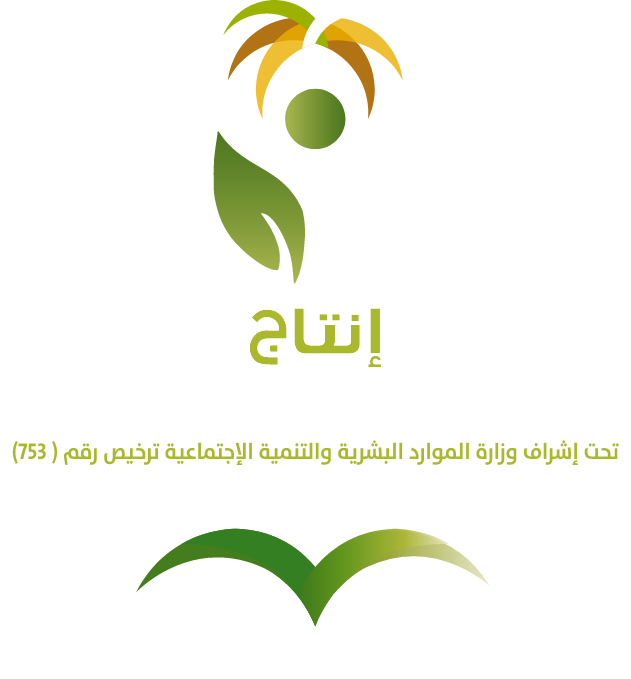 إنتاج
تحت إشراف وزارة الموارد البشرية والتنمية الإجتماعية ترخيص رقم ( 753)